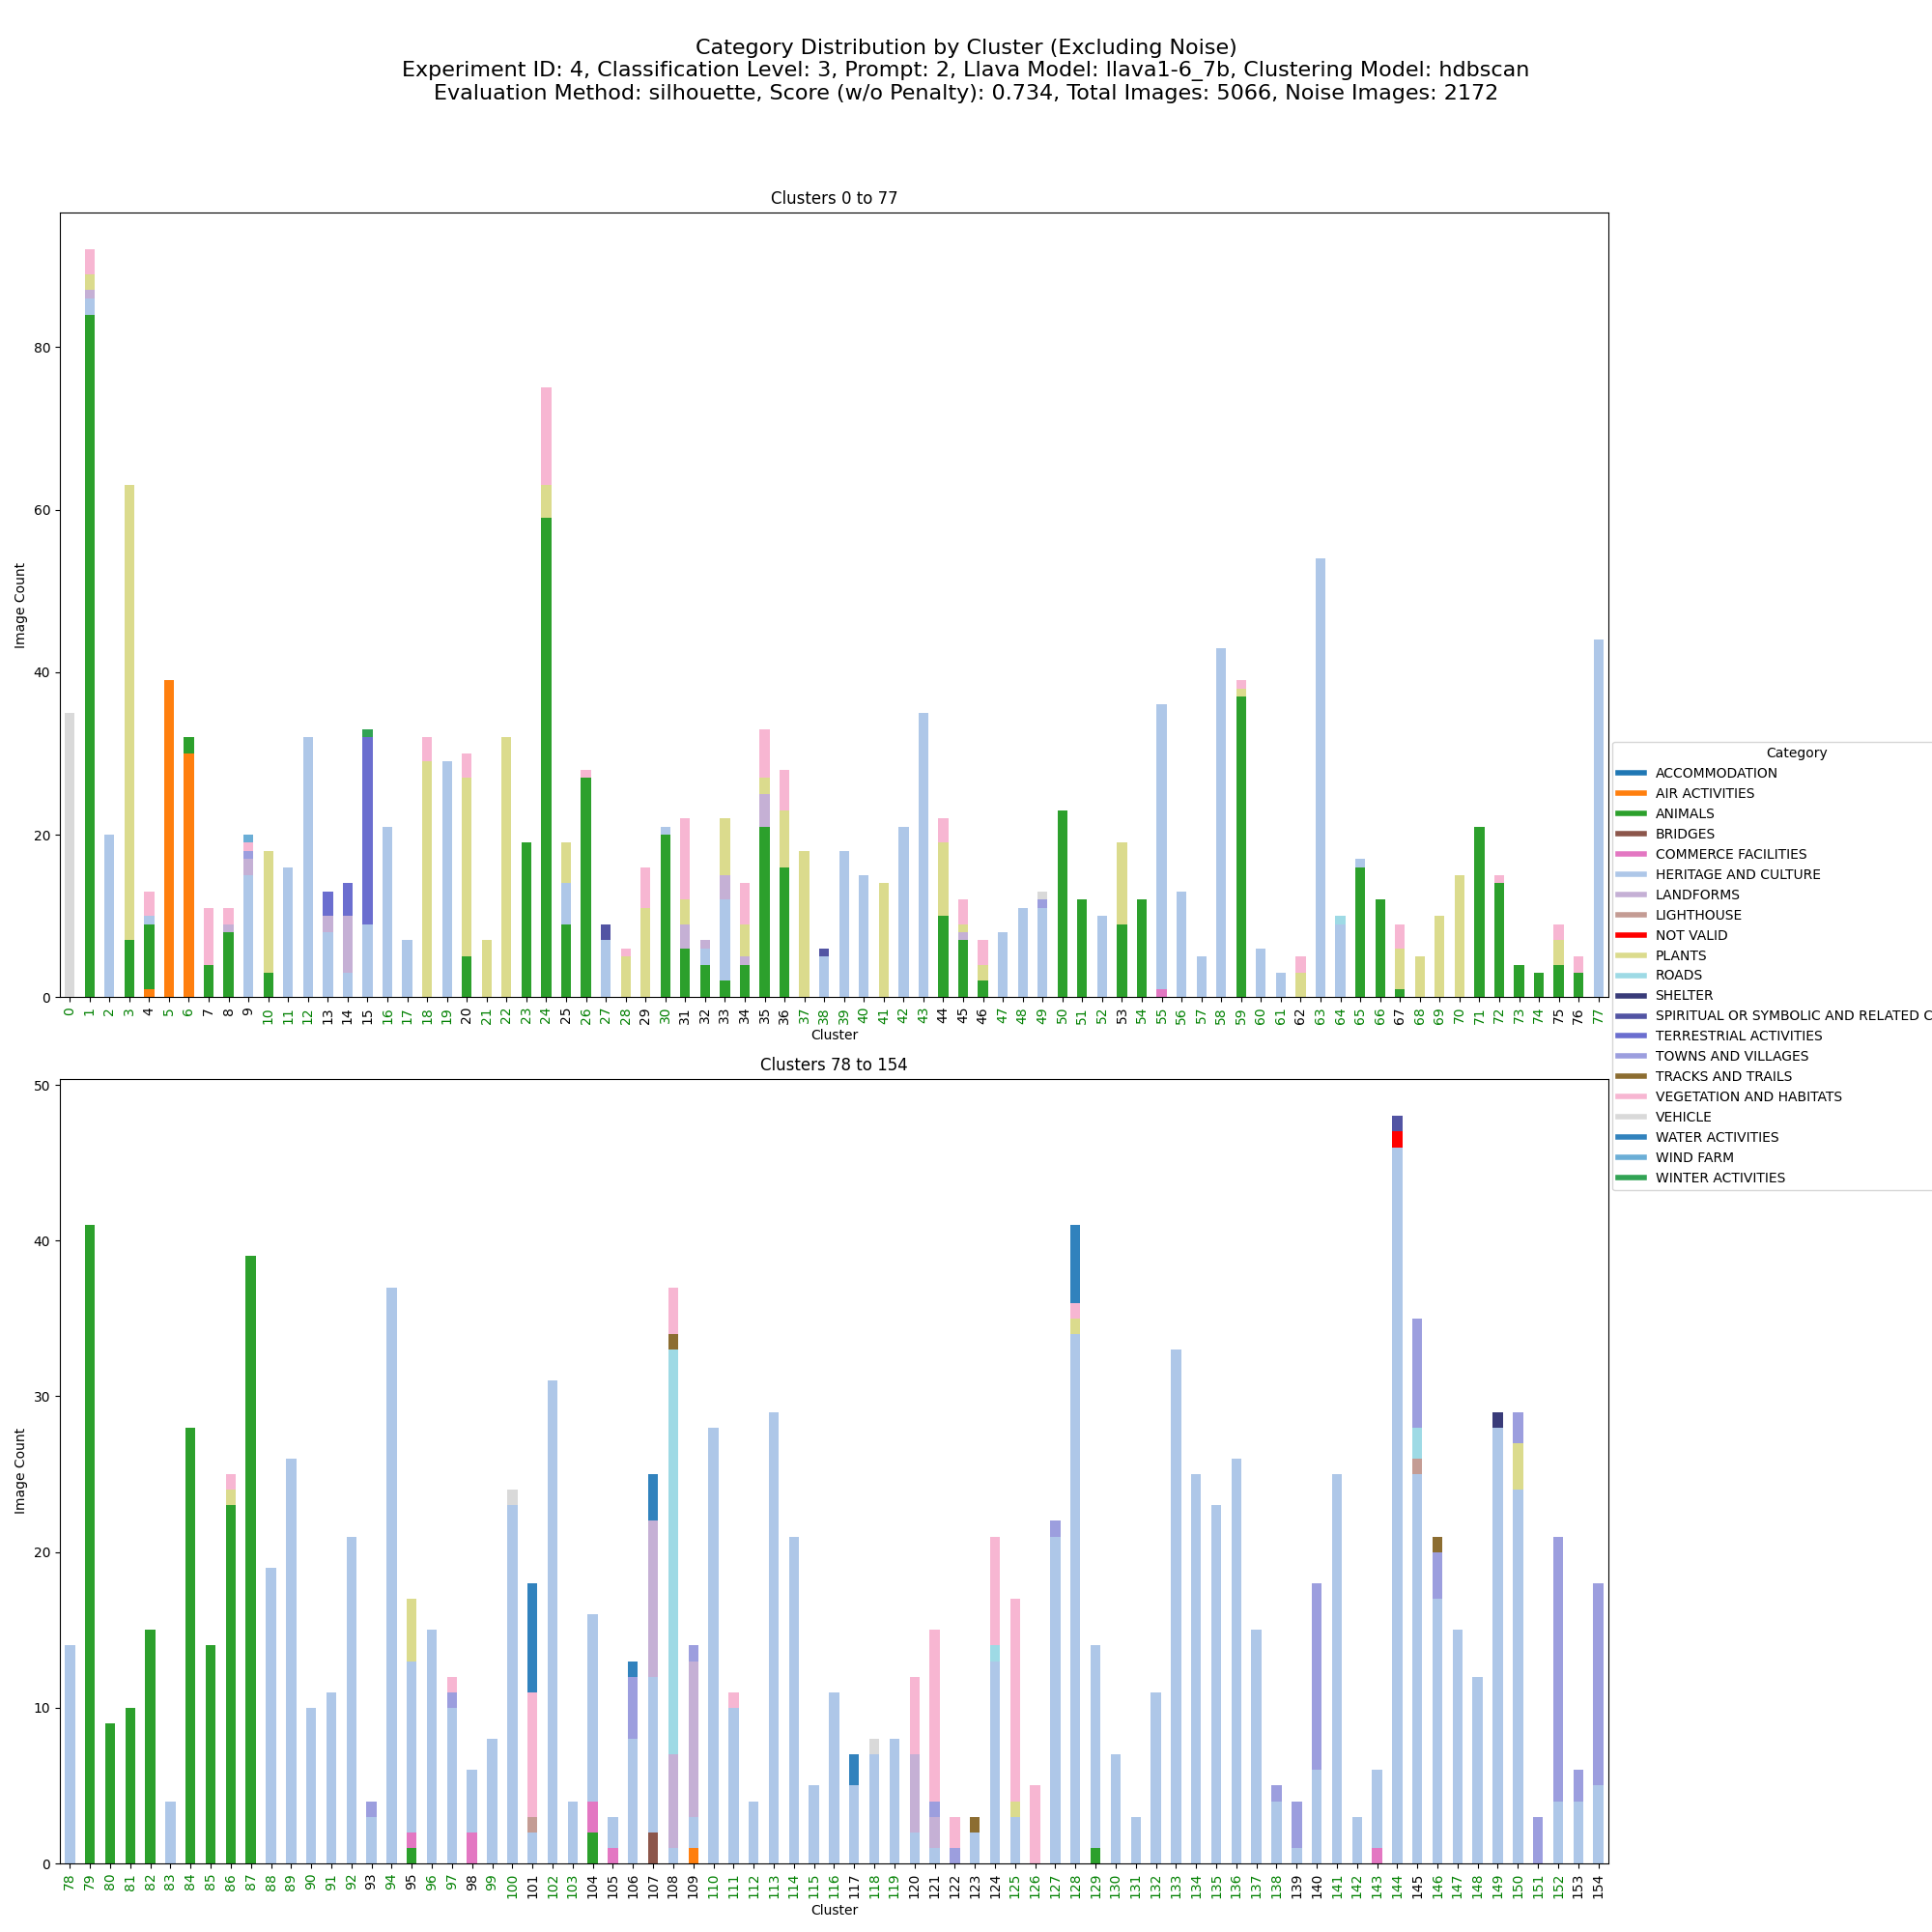 Category Distribution by Cluster (Excluding Noise)
Experiment ID: 4, Classification Level: 3, Prompt: 2, Llava Model: llava1-6_7b, Clustering Model: hdbscan
Evaluation Method: silhouette, Score (w/o Penalty): 0.734, Total Images: 5066, Noise Images: 2172
Clusters 0 to 77
Image Count
80
60
40
20
0
0 1 2 3 4 5 6 7 8 9 10 11 12 13 14 15 16 17 18 19 20 21 22 23 24 25 26 27 28 29 30 31 32 33 34 35 36 37 38 39 40 41 42 43 44 45 46 47 48 49 50 51 52 53 54 55 56 57 58 59 60 61 62 63 64 65 66 67 68 69 70 71 72 73 74 75 76 77
Cluster
Category
ACCOMMODATION
AIR ACTIVITIES
ANIMALS
BRIDGES
COMMERCE FACILITIES
HERITAGE AND CULTURE
LANDFORMS
LIGHTHOUSE
NOT VALID
PLANTS
ROADS
SHELTER
SPIRITUAL OR SYMBOLIC AND RELATED C
TERRESTRIAL ACTIVITIES
TOWNS AND VILLAGES
TRACKS AND TRAILS
VEGETATION AND HABITATS
VEHICLE
WATER ACTIVITIES
WIND FARM
WINTER ACTIVITIES
Clusters 78 to 154
Image Count
50
40
30
20
10
0
78 79 80 81 82 83 84 85 86 87 88 89 90 91 92 93 94 95 96 97 98 99 100 101 102 103 104 105 106 107 108 109 110 111 112 113 114 115 116 117 118 119 120 121 122 123 124 125 126 127 128 129 130 131 132 133 134 135 136 137 138 139 140 141 142 143 144 145 146 147 148 149 150 151 152 153 154
Cluster